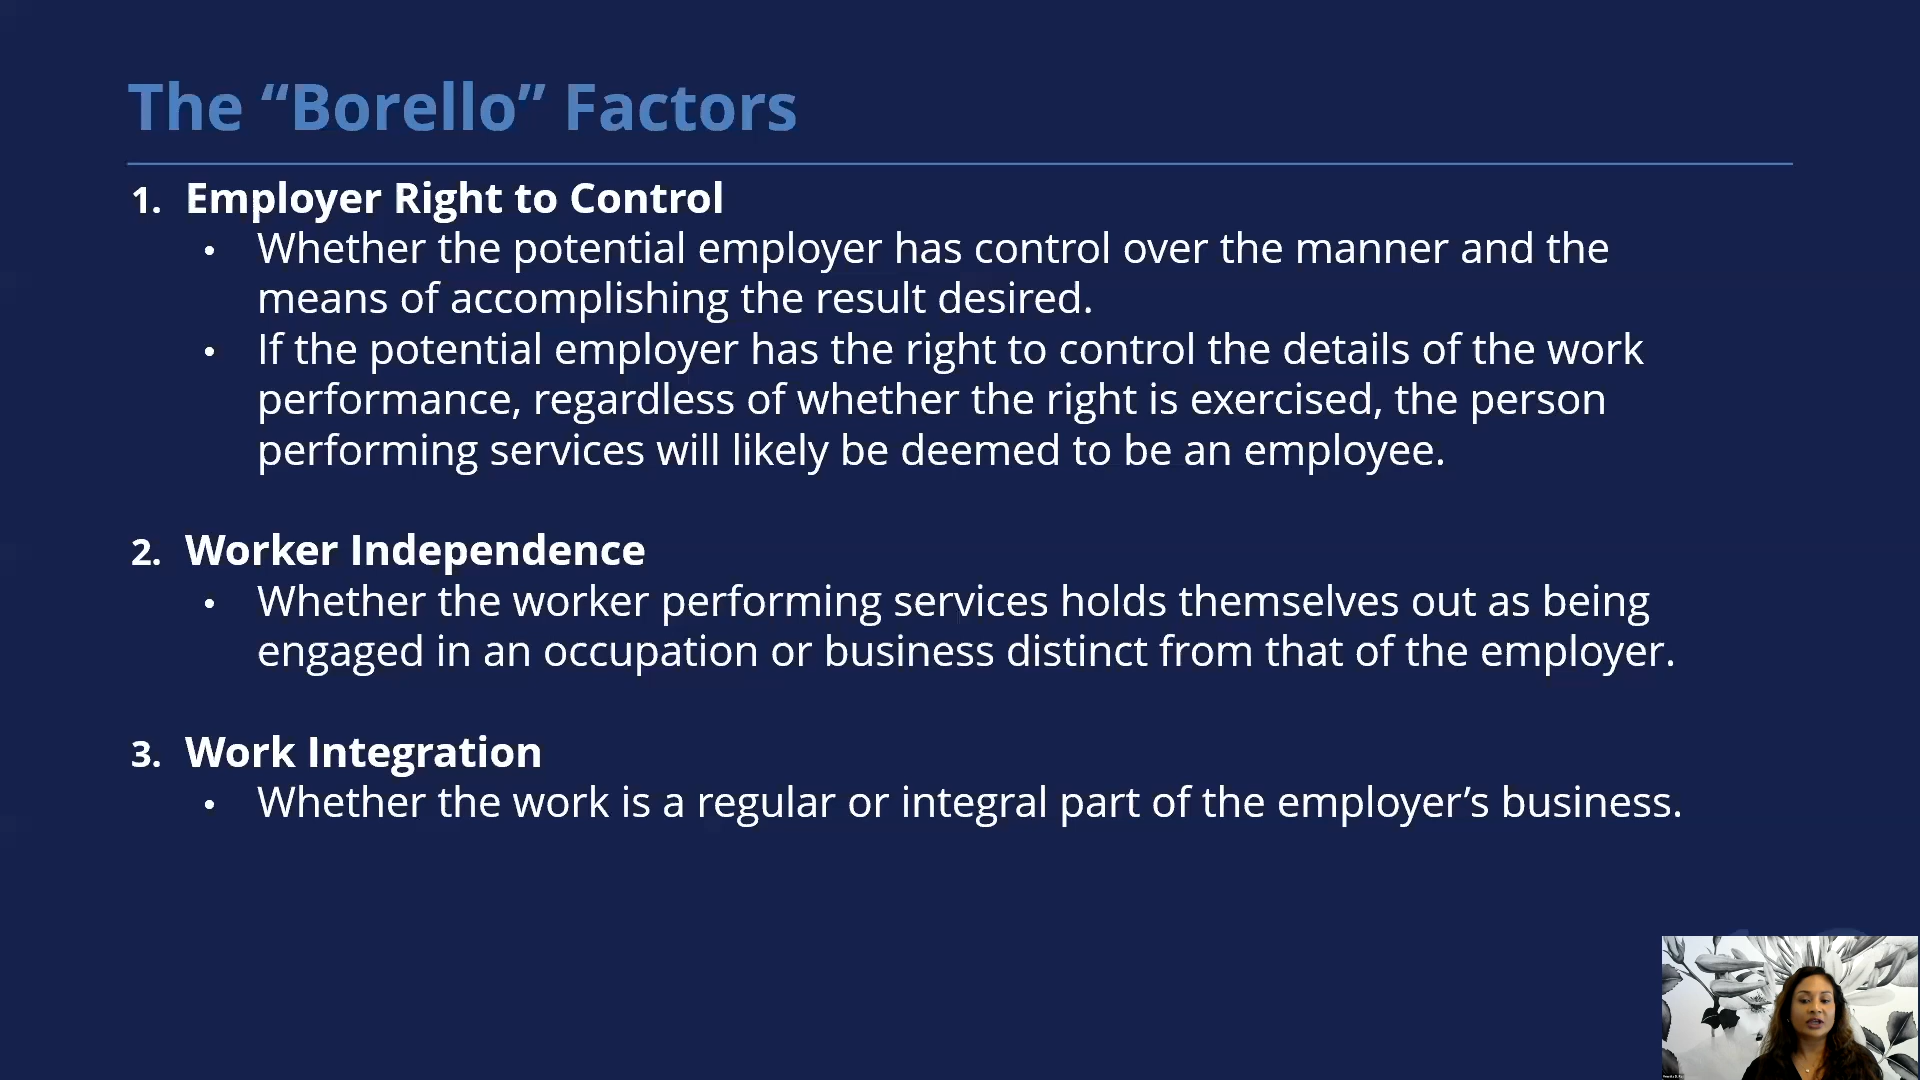 The “Borello” Factors
1. Employer Right to Control
• Whether the potential employer has control over the manner and the
means of accomplishing the result desired.
• If the potential employer has the right to control the details of the work
performance, regardless of whether the right is exercised, the person
performing services will likely be deemed to be an employee.
2. Worker Independence
• Whether the worker performing services holds themselves out as being
engaged in an occupation or business distinct from that of the employer.
3. Work Integration
• Whether the work is a regular or integral part of the employer’s business.